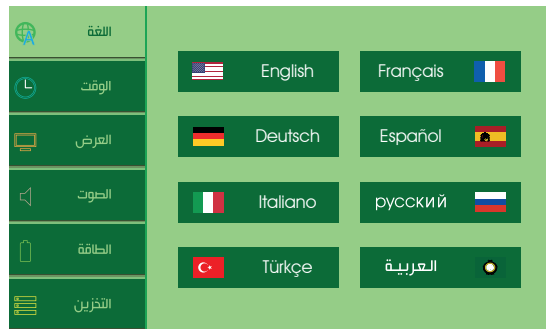 اللغة
الوقت
العرض
الصوت
الطاقة
التخزين
English
Français
Deutsch
Español
Italiano
русский
Türkçe
العربية